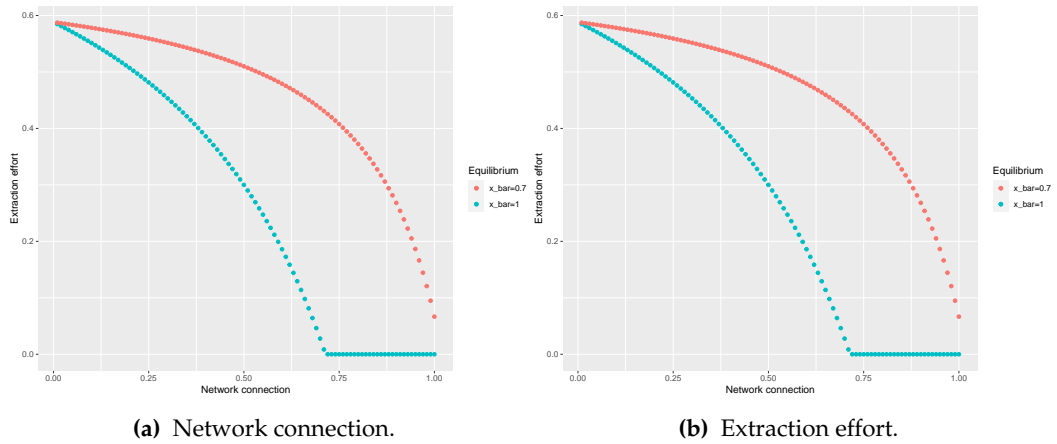 0.6
0.4
0.2
0.0
Extraction effort
0.00 0.25 0.50 0.75 1.00
Network connection
Equilibrium
x_bar=0.7
x_bar=1
(a) Network connection.
0.6
0.4
0.2
0.0
Extraction effort
0.00 0.25 0.50 0.75 1.00
Network connection
Equilibrium
x_bar=0.7
x_bar=1
(b) Extraction effort.